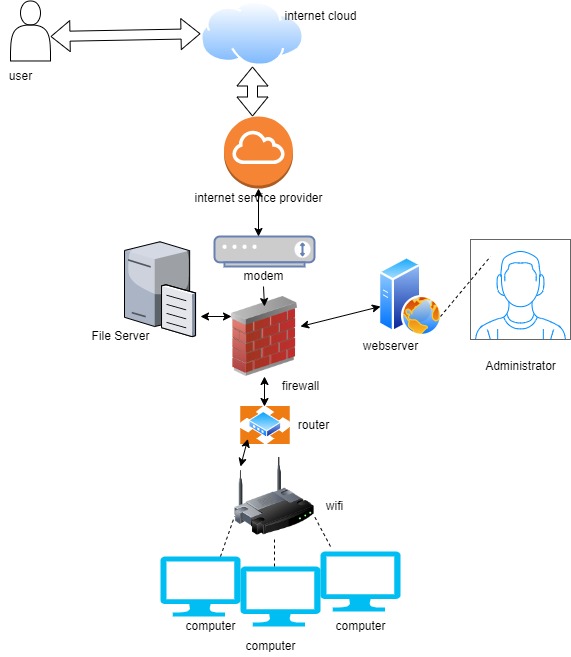 internet cloud
user
internet service provider
modem
File Server
webserver
Administrator
firewall
router
wifi
computer
computer
computer